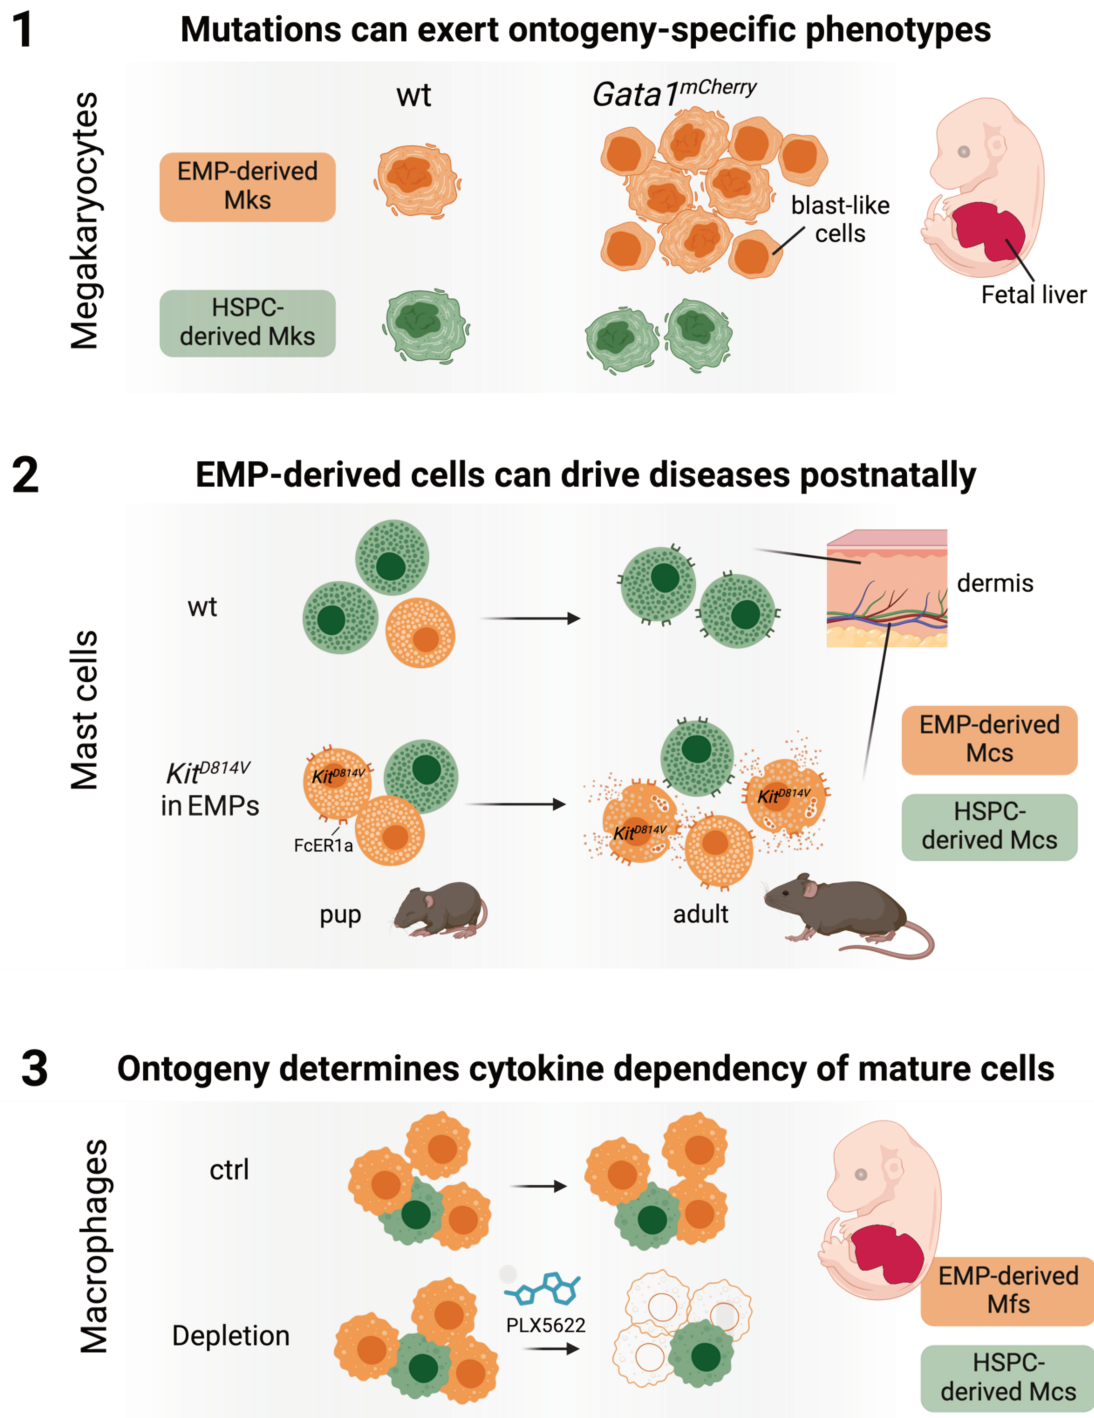 1
Mutations can exert ontogeny-specific phenotypes
Megakaryocytes
wt
Gata1mCherry
EMP-derived
Mks
blast-like
cells
HSPC-
derived Mks
Fetal liver
2
EMP-derived cells can drive diseases postnatally
Mast cells
wt
dermis
KitD814V
in EMPs
KitD814V
FcER1a
KitD814V
KitD814V
EMP-derived
Mcs
HSPC-
derived Mcs
pup
adult
3
Ontogeny determines cytokine dependency of mature cells
Macrophages
ctrl
Depletion
PLX5622
EMP-derived
Mfs
HSPC-
derived Mcs